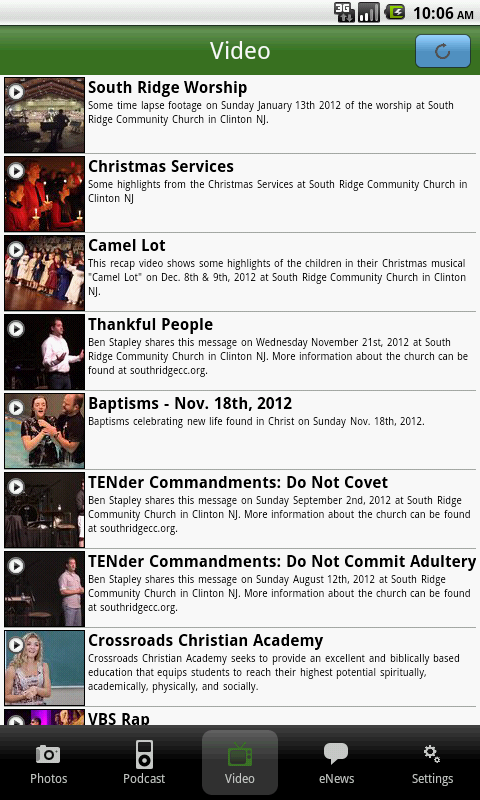 3G 10:06 AM
Video
South Ridge Worship
Some time lapse footage on Sunday January 13th 2012 of the worship at South
Ridge Community Church in Clinton NJ.
Christmas Services
Some highlights from the Christmas Services at South Ridge Community Church in
Clinton NJ
Camel Lot
This recap video shows some highlights of the children in their Christmas musical
"Camel Lot" on Dec. 8th & 9th, 2012 at South Ridge Community Church in Clinton
NJ.
Thankful People
Ben Stapley shares this message on Wednesday November 21st, 2012 at South
Ridge Community Church in Clinton NJ. More information about the church can be
found at southridgecc.org.
Baptisms - Nov. 18th, 2012
Baptisms celebrating new life found in Christ on Sunday Nov. 18th, 2012.
TENder Commandments: Do Not Covet
Ben Stapley shares this message on Sunday September 2nd, 2012 at South Ridge
Community Church in Clinton NJ. More information about the church can be found
at southridgecc.org.
TENder Commandments: Do Not Commit Adultery
Ben Stapley shares this message on Sunday August 12th, 2012 at South Ridge
Community Church in Clinton NJ. More information about the church can be found
at southridgecc.org.
Crossroads Christian Academy
Crossroads Christian Academy seeks to provide an excellent and biblically based
education that equips students to reach their highest potential spiritually,
academically, physically, and socially.
VBS Rap
Photos Podcast Video eNews Settings